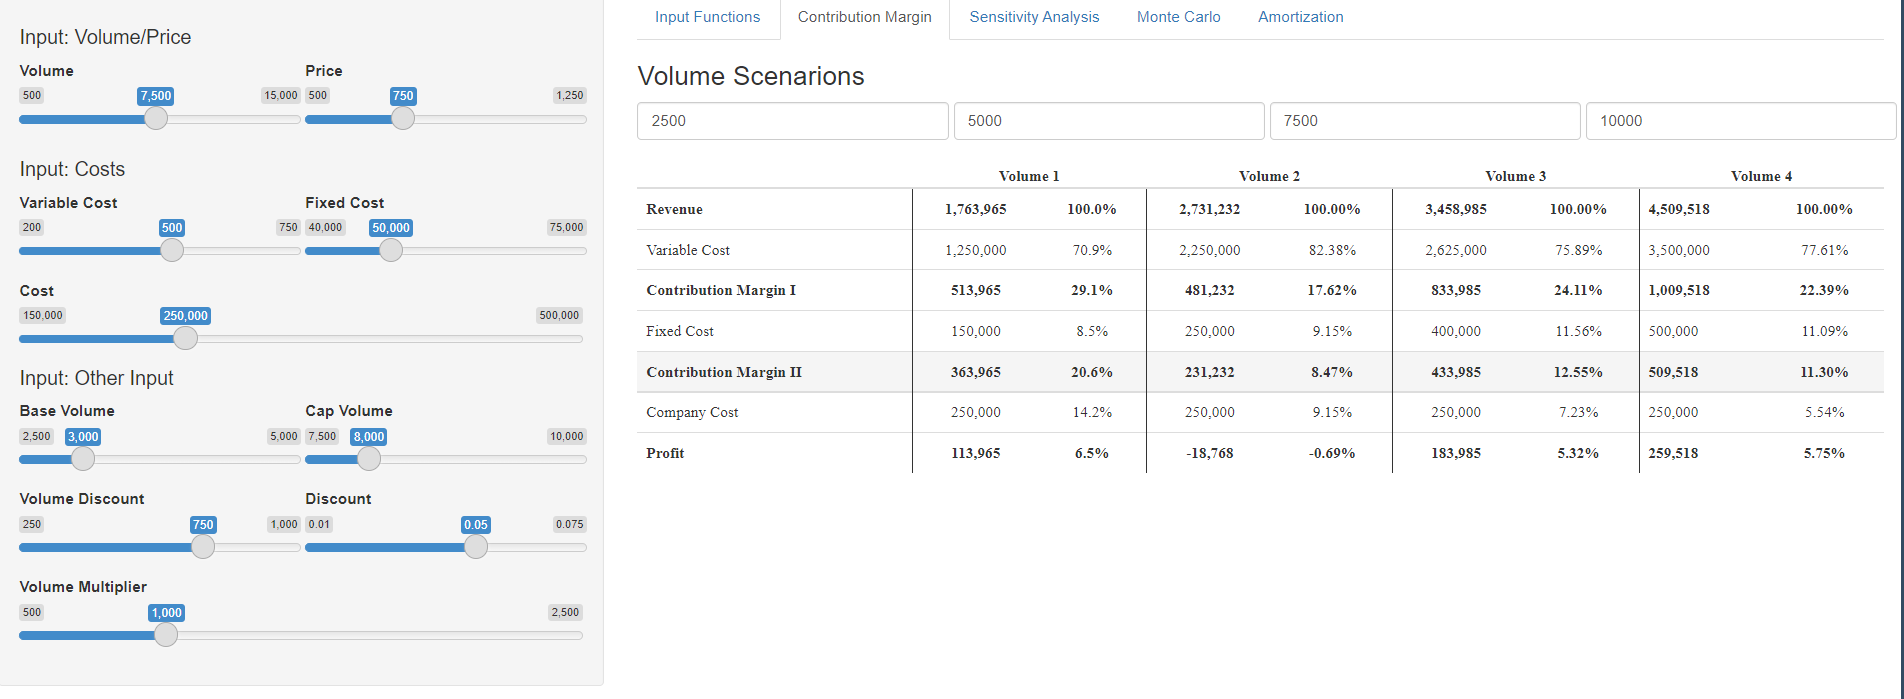 Input: Volume/Price
Volume Price
500 7,500 15,000 500 750 1,250
Input: Costs
Variable Cost Fixed Cost
200 500 750 40,000 50,000 75,000
Cost
150,000 250,000 500,000
Input: Other Input
Base Volume Cap Volume
2,500 3,000 5,000 7,500 8,000 10,000
Volume Discount Discount
250 750 1,000 0.01 0.05 0.075
Volume Multiplier
500 1,000 2,500
Input Functions Contribution Margin Sensitivity Analysis Monte Carlo Amortization
Volume Scenarions
2500 5000 7500 10000
Volume 1 Volume 2 Volume 3 Volume 4
Revenue 1,763,965 100.0% 2,731,232 100.00% 3,458,985 100.00% 4,509,518 100.00%
Variable Cost 1,250,000 70.9% 2,250,000 82.38% 2,625,000 75.89% 3,500,000 77.61%
Contribution Margin I 513,965 29.1% 481,232 17.62% 833,985 24.11% 1,009,518 22.39%
Fixed Cost 150,000 8.5% 250,000 9.15% 400,000 11.56% 500,000 11.09%
Contribution Margin II 363,965 20.6% 231,232 8.47% 433,985 12.55% 509,518 11.30%
Company Cost 250,000 14.2% 250,000 9.15% 250,000 7.23% 250,000 5.54%
Profit 113,965 6.5% -18,768 -0.69% 183,985 5.32% 259,518 5.75%